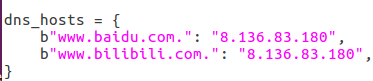 dns_hosts = {
    b"www.baidu.com.": "8.136.83.180",
    b"www.bilibili.com.": "8.136.83.180",
}